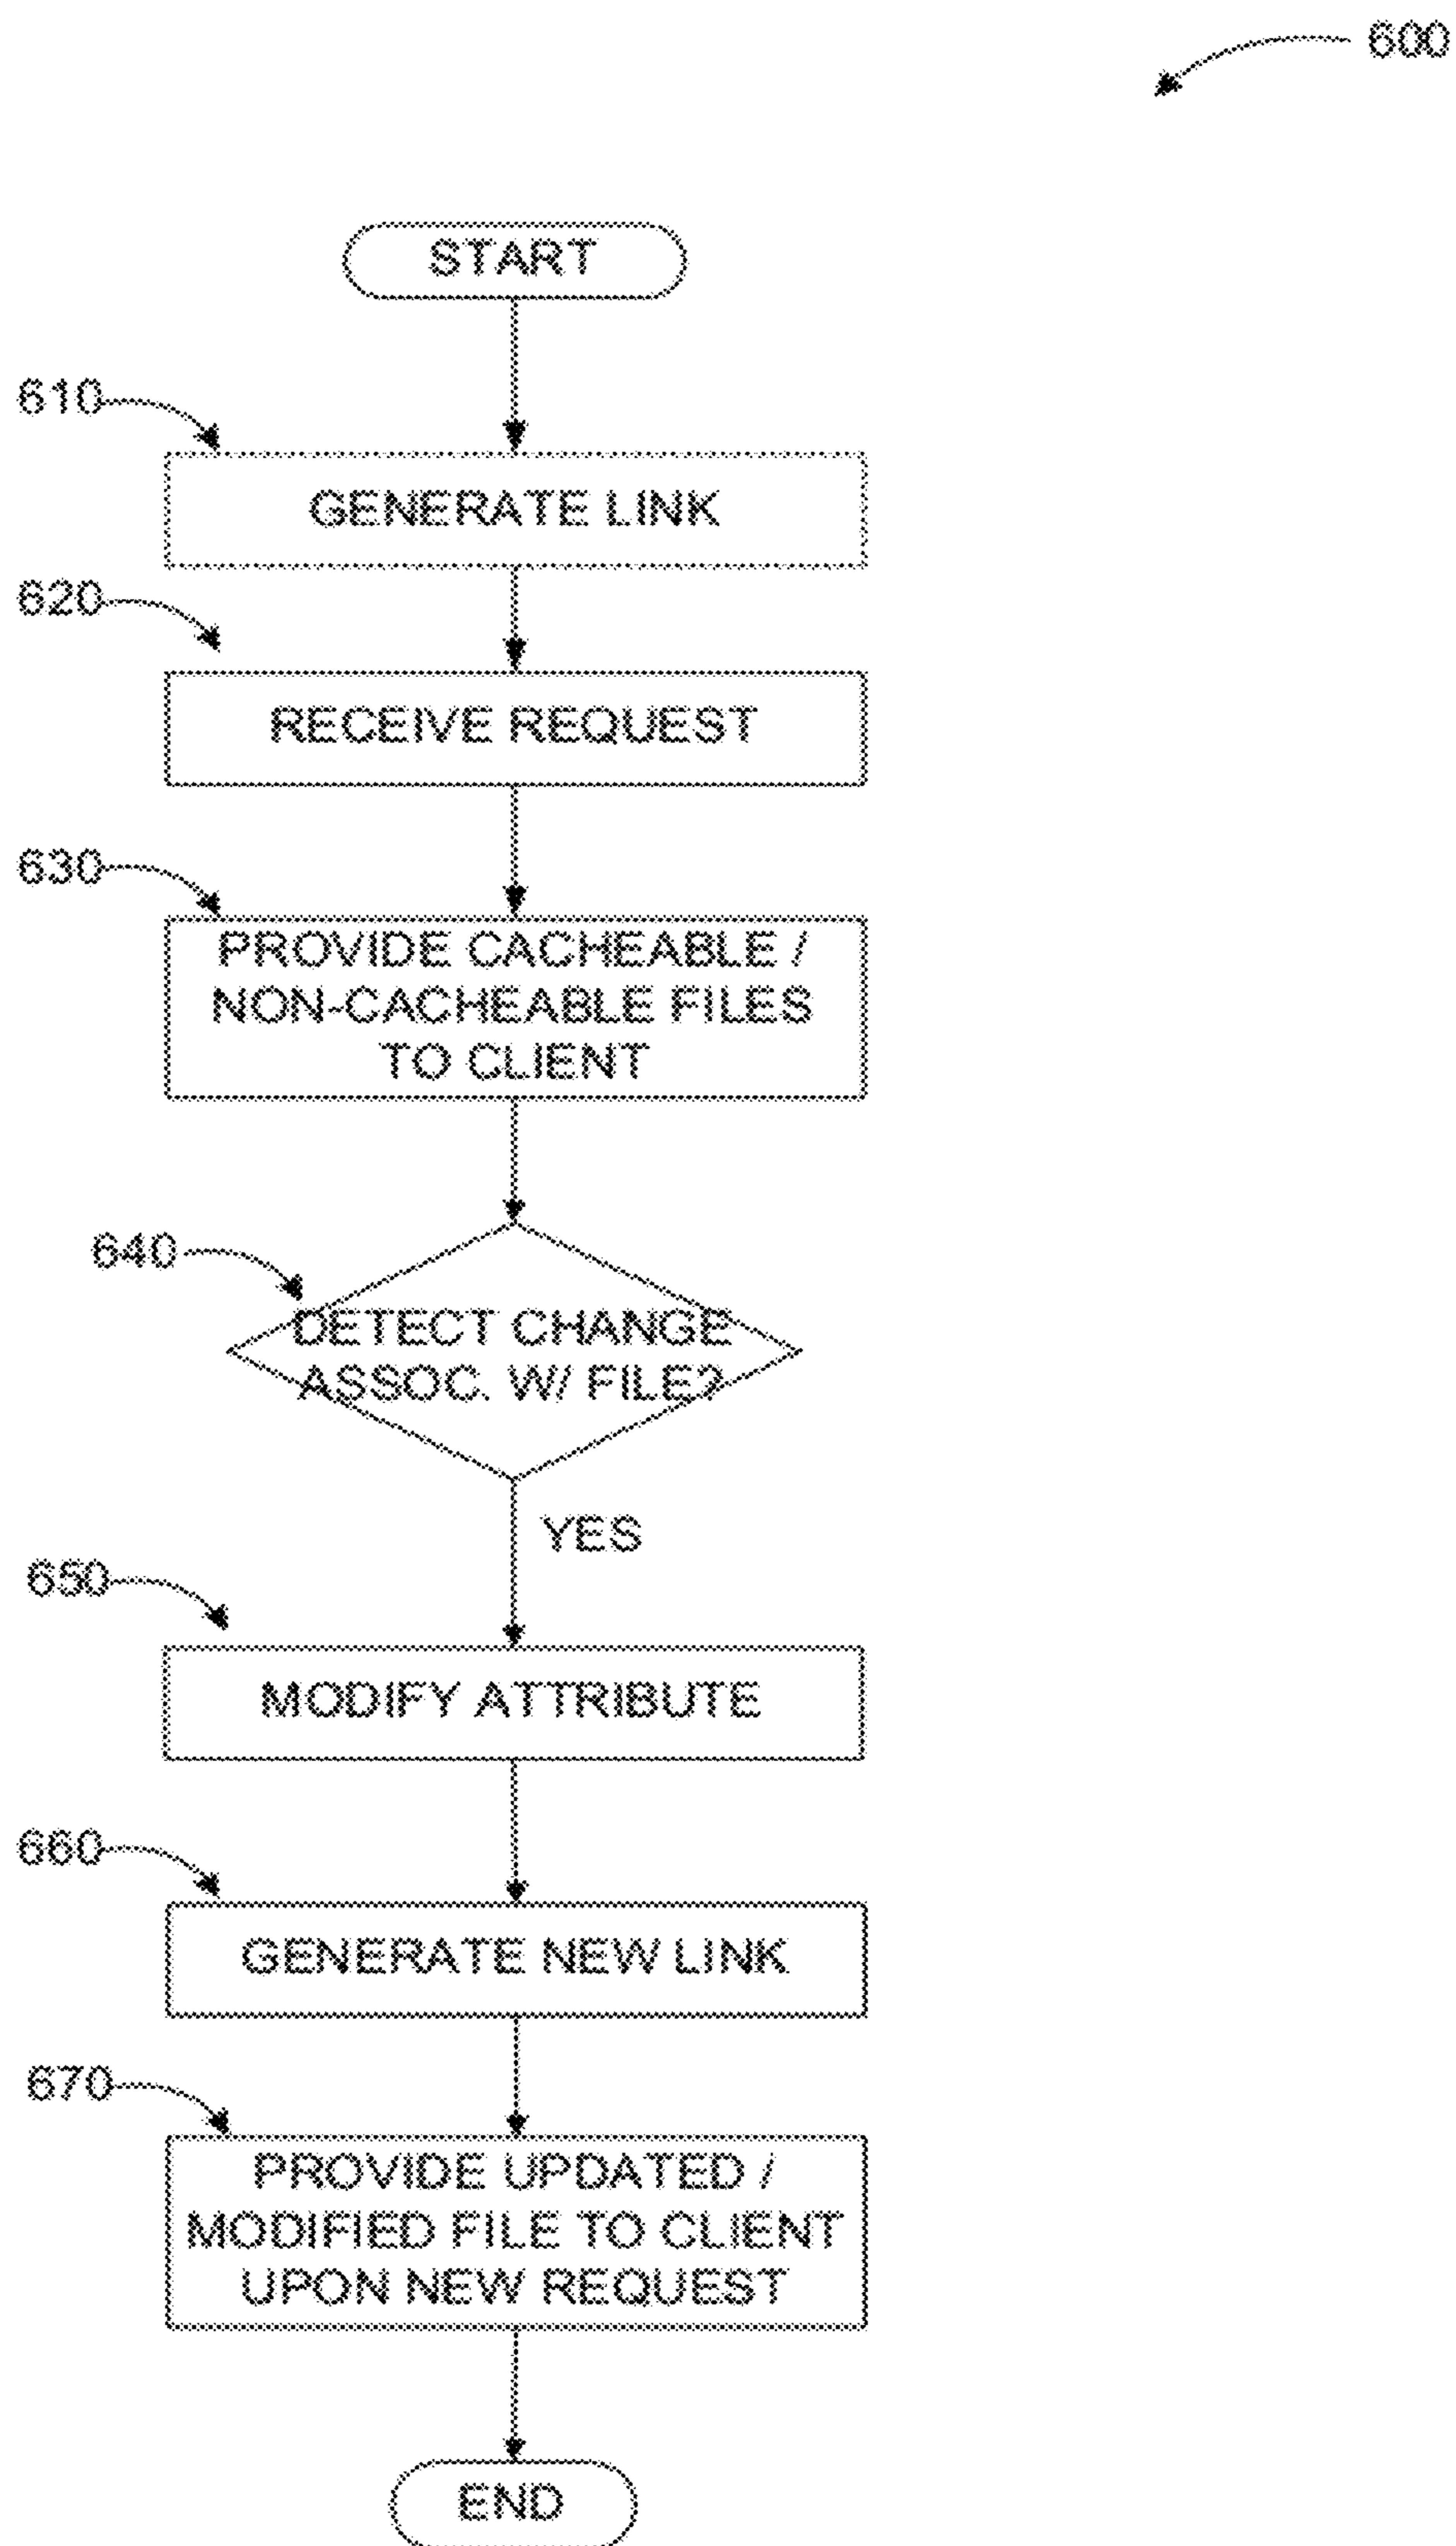 600
START
610
GENERATE LINK
620
RECEIVE REQUEST
630
PROVIDE CACHEABLE /
NON-CACHEABLE FILES
TO CLIENT
640
DETECT CHANGE
ASSOC. W/ FILE?
YES
650
MODIFY ATTRIBUTE
660
GENERATE NEW LINK
670
PROVIDE UPDATED /
MODIFIED FILE TO CLIENT
UPON NEW REQUEST
END